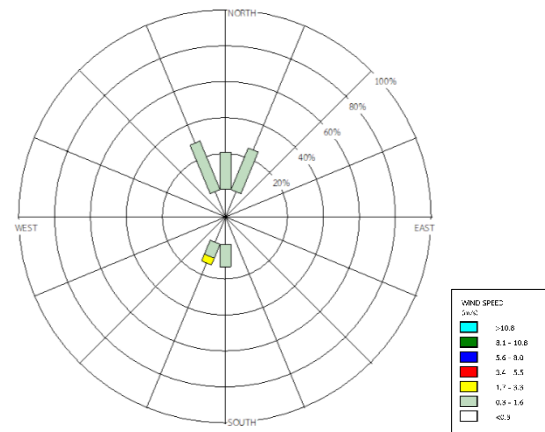 NORTH
100%
80%
60%
40%
20%
WEST
EAST
SOUTH
WIND SPEED
(m/s)
>10.8
8.1 - 10.8
5.6 - 8.0
3.4 - 5.5
1.7 - 3.3
0.3 - 1.6
<0.3